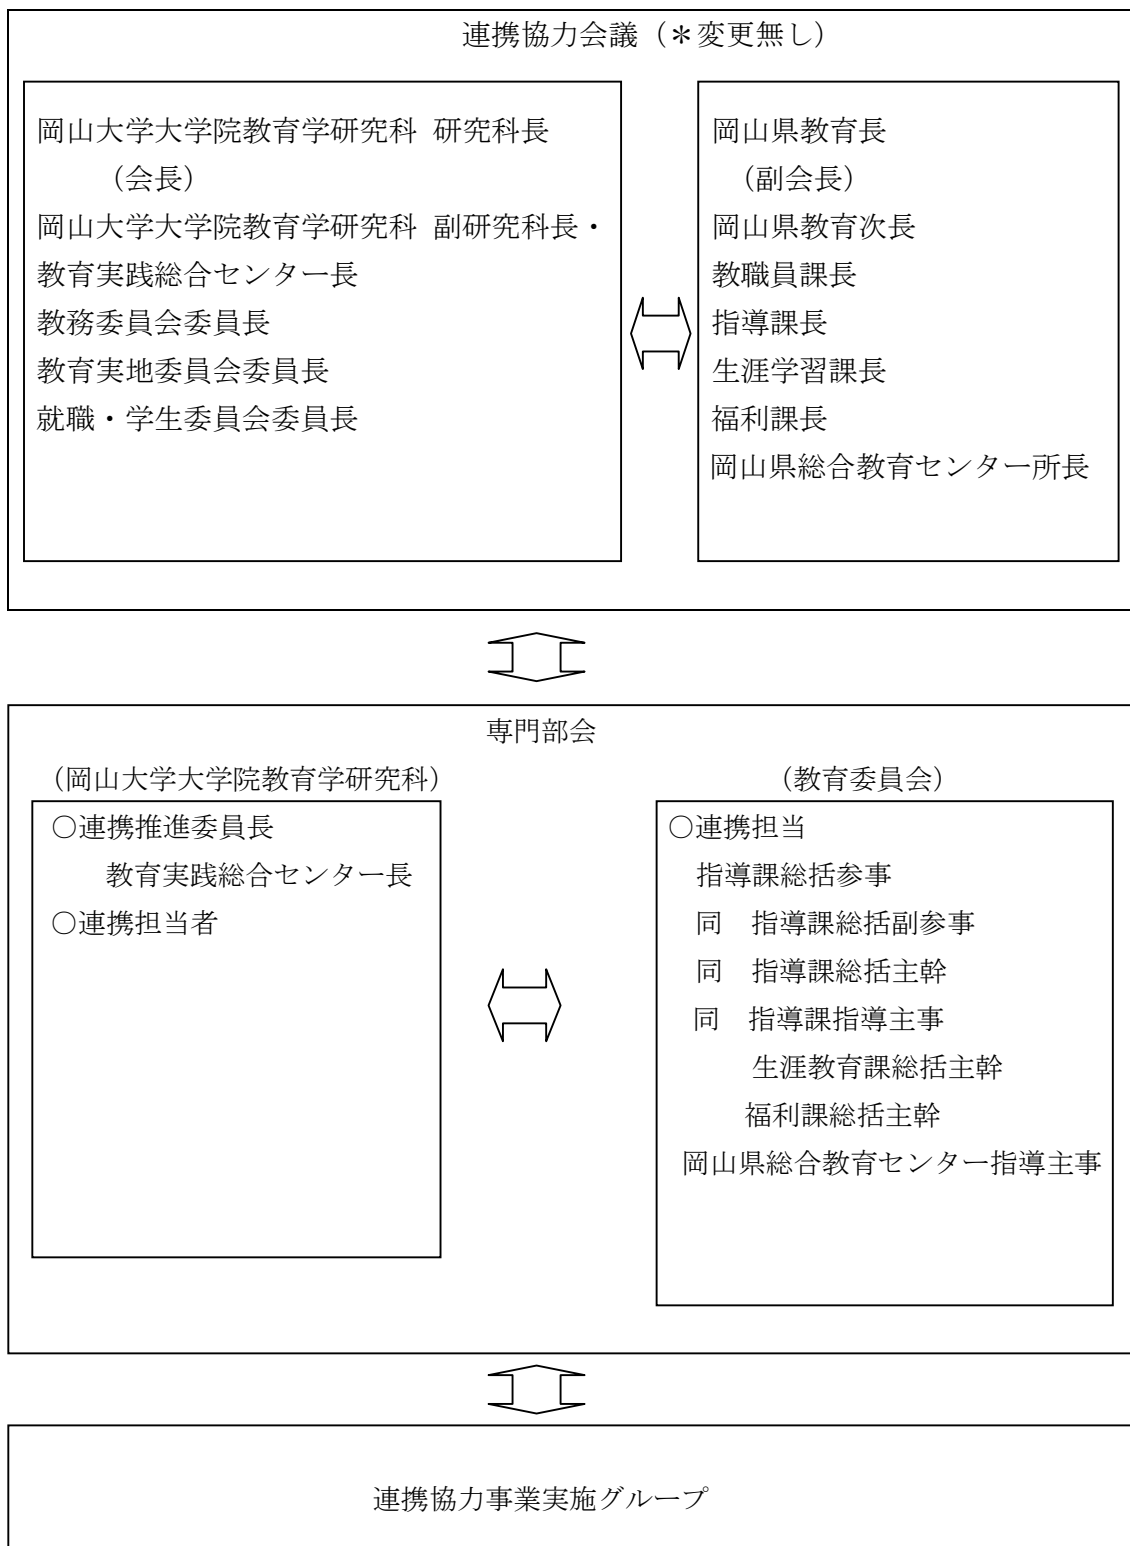 連携協力会議（＊変更無し）
岡山大学大学院教育学研究科 研究科長
（会長）
岡山大学大学院教育学研究科 副研究科長・
教育実践総合センター長
教務委員会委員長
教育実地委員会委員長
就職・学生委員会委員長
岡山県教育長
（副会長）
岡山県教育次長
教職員課長
指導課長
生涯学習課長
福利課長
岡山県総合教育センター所長
専門部会
（岡山大学大学院教育学研究科）
○連携推進委員長
教育実践総合センター長
○連携担当者
（教育委員会）
○連携担当
指導課総括参事
同　指導課総括副参事
同　指導課総括主幹
同　指導課指導主事
生涯教育課総括主幹
福利課総括主幹
岡山県総合教育センター指導主事
連携協力事業実施グループ